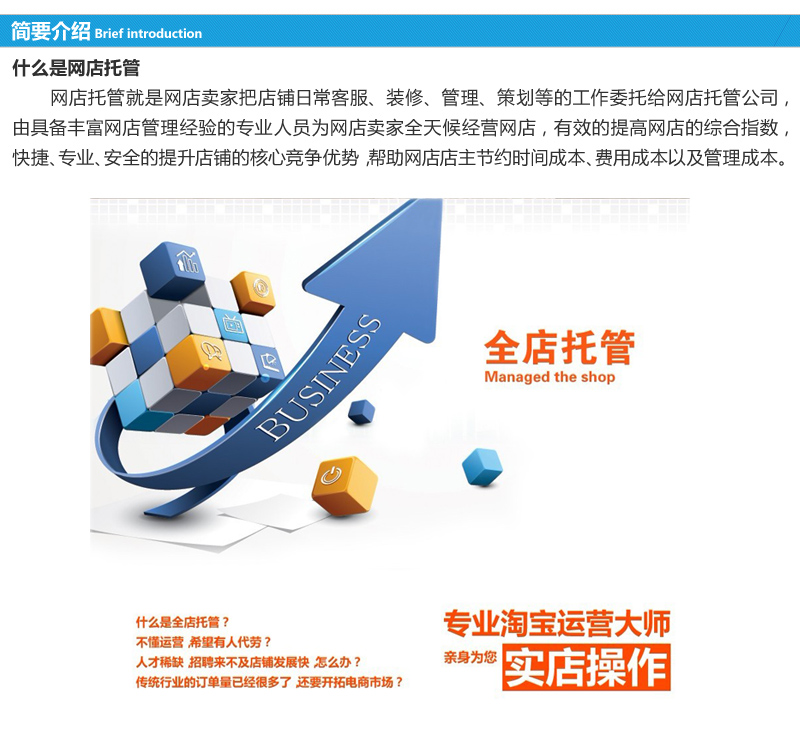 简要介绍 Brief introduction
什么是网店托管
网店托管就是网店卖家把店铺日常客服、装修、管理、策划等的工作委托给网店托管公司，
由具备丰富网店管理经验的专业人员为网店卖家全天候经营网店，有效的提高网店的综合指数，
快捷、专业、安全的提升店铺的核心竞争优势，帮助网店店主节约时间成本、费用成本以及管理成本。
BUSINESS
全店托管
Managed the shop
什么是全店托管？
不懂运营，希望有人代劳？
人才稀缺，招聘来不及店铺发展快，怎么办？
传统行业的订单量已经很多了，还要开拓电商市场？
专业淘宝运营大师
亲身为您 实店操作